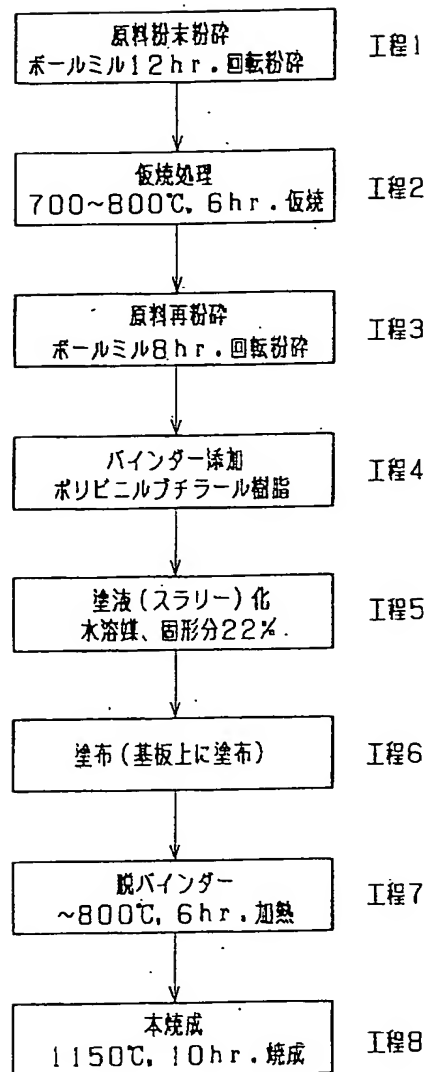 原料粉末粉砕
ボールミル12hr.回転粉砕
工程1
仮焼処理
700~800℃, 6hr.仮焼
工程2
原料再粉砕
ボールミル8hr.回転粉砕
工程3
バインダー添加
ポリビニルブチラール樹脂
工程4
塗液(スラリー)化
水溶媒、固形分22%.
工程5
塗布(基板上に塗布)
工程6
脱バインダー
~800℃, 6hr.加熱
工程7
本焼成
1150℃, 10hr.焼成
工程8